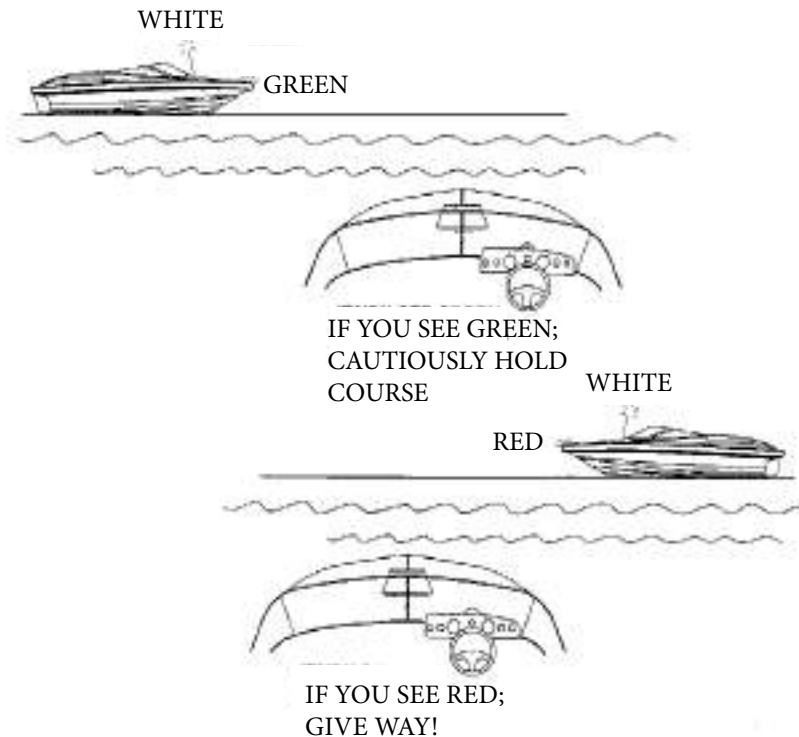 WHITE
GREEN
IF YOU SEE GREEN;
CAUTIOUSLY HOLD
COURSE
WHITE
RED
IF YOU SEE RED;
GIVE WAY!